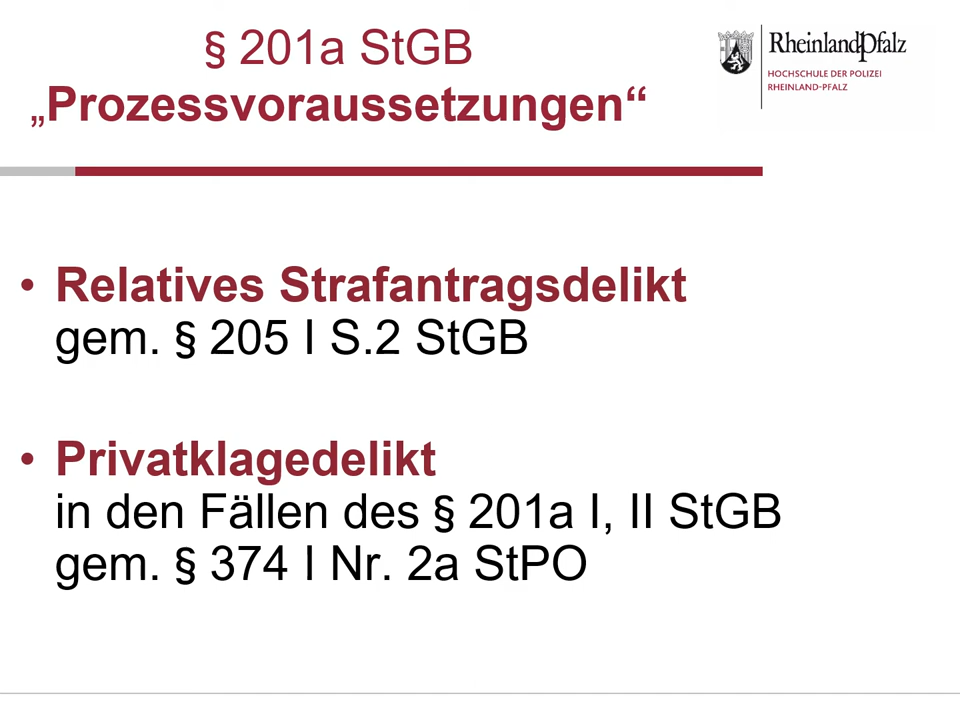 § 201a StGB
„Prozessvoraussetzungen“
RheinlandPfalz
HOCHSCHULE DER POLIZEI
RHEINLAND-PFALZ
• Relatives Strafantragsdelikt
gem. § 205 I S.2 StGB
• Privatklagedelikt
in den Fällen des § 201a I, II StGB
gem. § 374 I Nr. 2a StPO